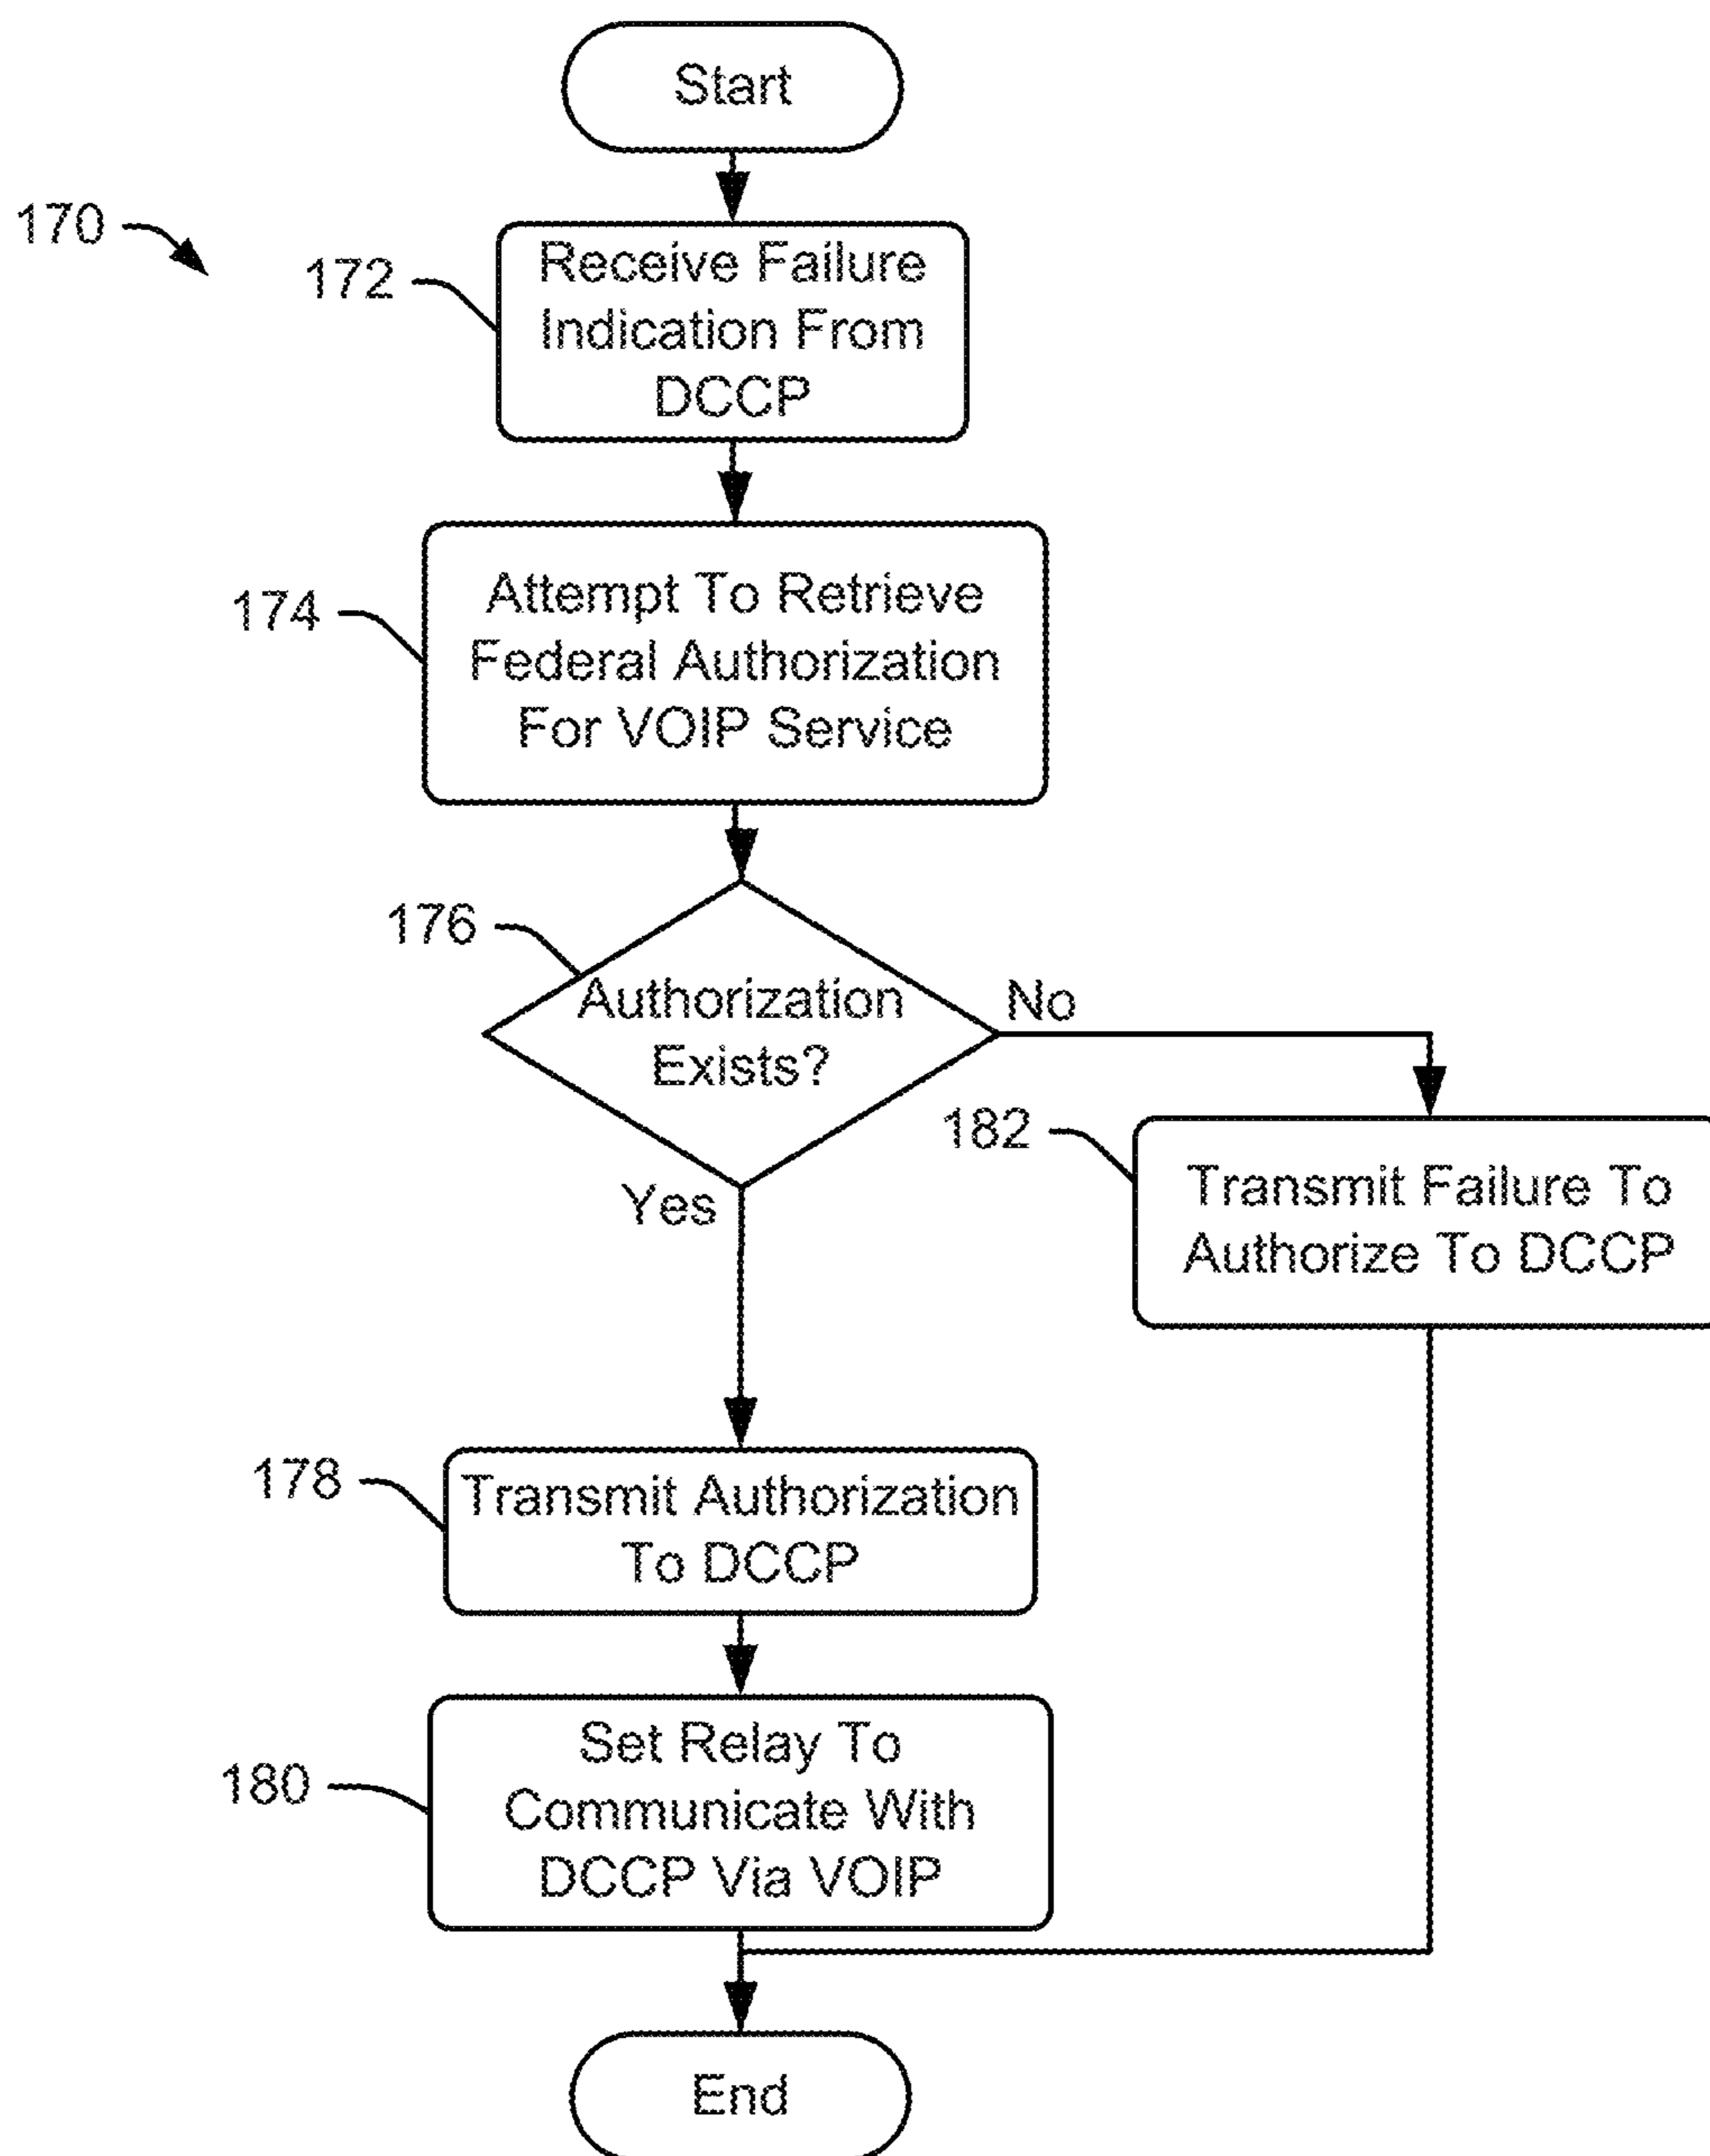 Start
170
172
Receive Failure
Indication From
DCCP
174
Attempt To Retrieve
Federal Authorization
For VOIP Service
176
Authorization
Exists?
No
Yes
182
Transmit Failure To
Authorize To DCCP
178
Transmit Authorization
To DCCP
180
Set Relay To
Communicate With
DCCP Via VOIP
End